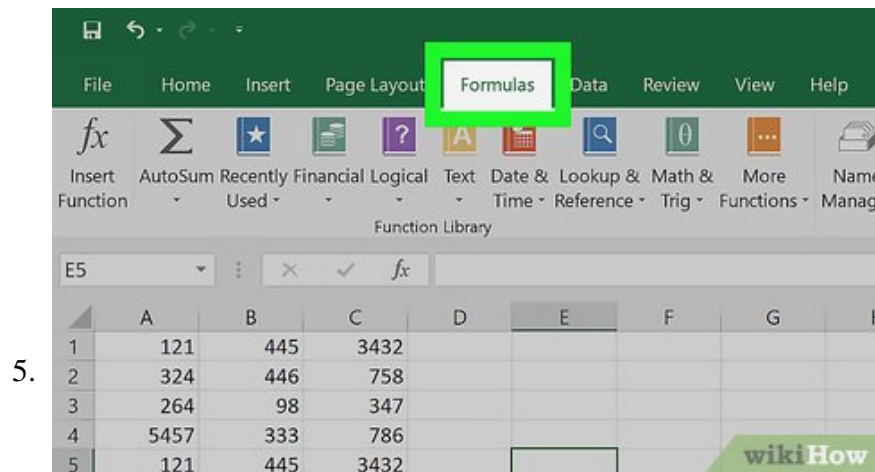 File Home Insert Page Layout Formulas Data Review View Help
fx Σ ? A θ
Insert Function AutoSum Recently Used Financial Logical Text Date & Time Lookup & Reference Math & Trig More Functions Name Manag
Function Library
E5 fx
A B C D E F G
1 121 445 3432
5.
2 324 446 758
3 264 98 347
4 5457 333 786
5 121 445 3432
wikiHow